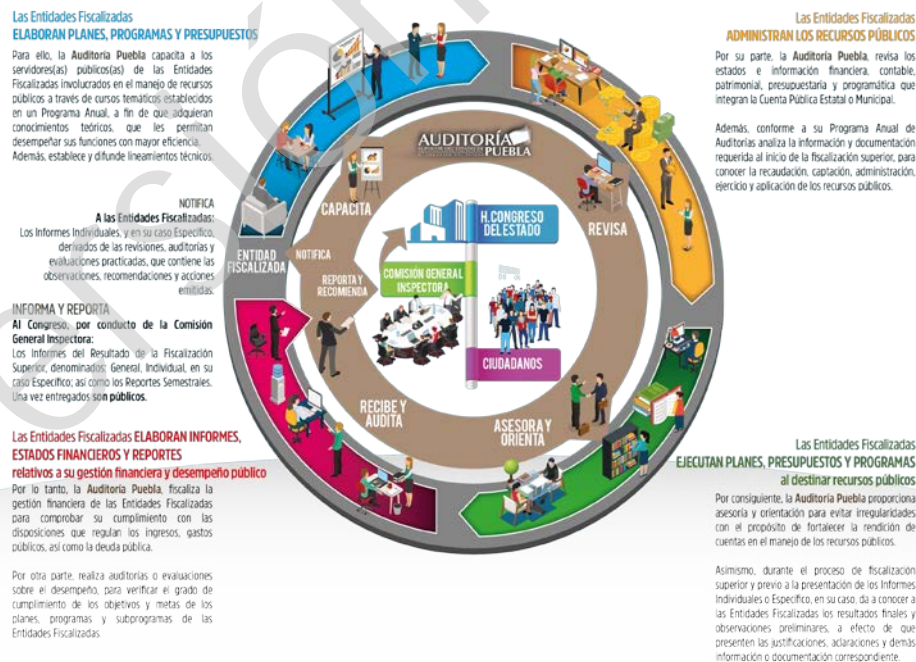 Las Entidades Fiscalizadas
ELABORAN PLANES, PROGRAMAS Y PRESUPUESTOS
Para ello, la Auditoría Puebla capacita a los
servidores(as) públicos(as) de las Entidades
Fiscalizadas involucrados en el manejo de recursos
públicos a través de cursos temáticos establecidos
en un Programa Anual, a fin de que adquieran
conocimientos teóricos, que les permitan
desempeñar sus funciones con mayor eficiencia.
Además, establece y difunde lineamientos técnicos.
NOTIFICA
A las Entidades Fiscalizadas:
Los Informes Individuales, y en su caso Específico,
derivados de las revisiones, auditorías y
evaluaciones practicadas, que contiene las
observaciones, recomendaciones y acciones
emitidas.
INFORMA Y REPORTA
Al Congreso, por conducto de la Comisión
General Inspectora:
Los Informes del Resultado de la Fiscalización
Superior, denominados: General, Individual, en su
caso Específico; así como los Reportes Semestrales.
Una vez entregados son públicos.
Las Entidades Fiscalizadas ELABORAN INFORMES,
ESTADOS FINANCIEROS Y REPORTES
relativos a su gestión financiera y desempeño público
Por lo tanto, la Auditoría Puebla, fiscaliza la
gestión financiera de las Entidades Fiscalizadas
para comprobar su cumplimiento con las
disposiciones que regulan los ingresos, gastos
públicos, así como la deuda pública.
Por otra parte, realiza auditorías o evaluaciones
sobre el desempeño, para verificar el grado de
cumplimiento de los objetivos y metas de los
planes, programas y subprogramas de las
Entidades Fiscalizadas.
AUDITORÍA
PUEBLA
CAPACITA
REVISA
H. CONGRESO
DEL ESTADO
ENTIDAD
FISCALIZADA
NOTIFICA
REPORTA Y
RECOMIENDA
COMISIÓN GENERAL
INSPECTORA
CIUDADANOS
RECIBE Y
AUDITA
ASESORA Y
ORIENTA
Las Entidades Fiscalizadas
ADMINISTRAN LOS RECURSOS PÚBLICOS
Por su parte, la Auditoría Puebla, revisa los
estados e información financiera, contable,
patrimonial, presupuestaria y programática que
integran la Cuenta Pública Estatal o Municipal.
Además, conforme a su Programa Anual de
Auditorías analiza la información y documentación
requerida al inicio de la fiscalización superior, para
conocer la recaudación, captación, administración,
ejercicio y aplicación de los recursos públicos.
Las Entidades Fiscalizadas
EJECUTAN PLANES, PRESUPUESTOS Y PROGRAMAS
al destinar recursos públicos
Por consiguiente, la Auditoría Puebla proporciona
asesoría y orientación para evitar irregularidades
con el propósito de fortalecer la rendición de
cuentas en el manejo de los recursos públicos.
Asimismo, durante el proceso de fiscalización
superior y previo a la presentación de los Informes
Individuales o Específico, en su caso, da a conocer a
las Entidades Fiscalizadas los resultados finales y
observaciones preliminares, a efecto de que
presenten las justificaciones, aclaraciones y demás
información o documentación correspondiente.